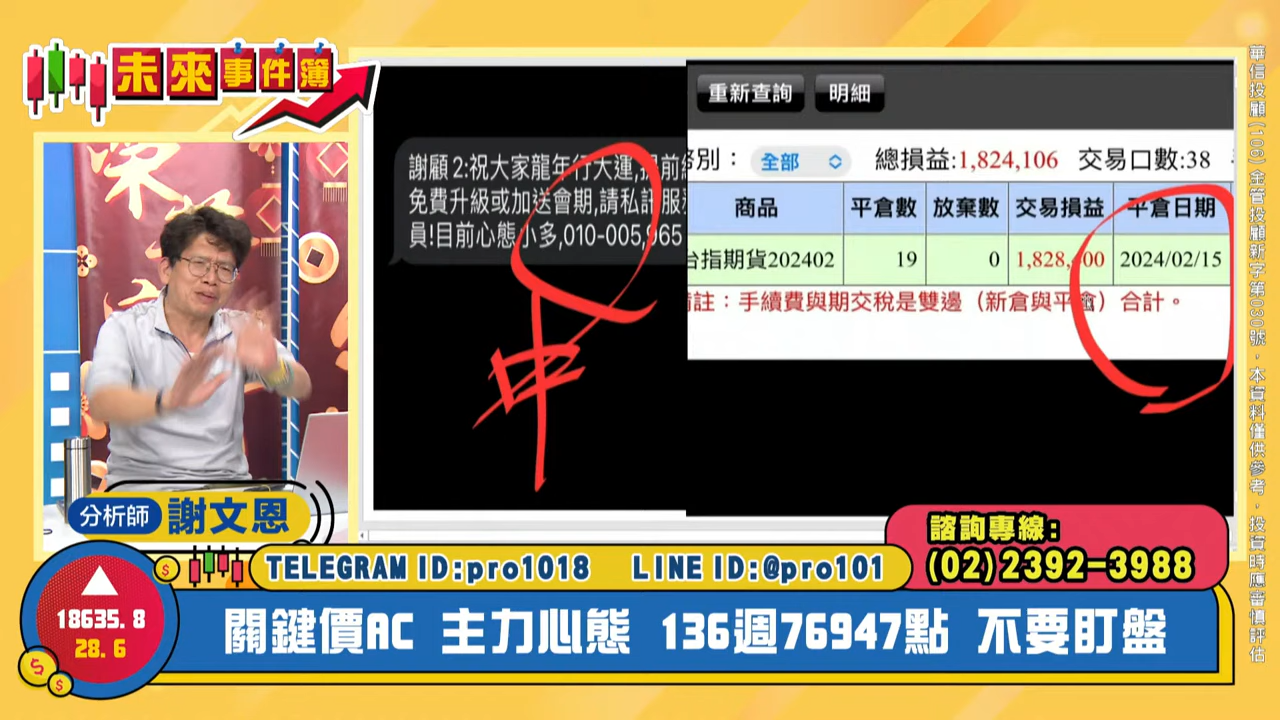 未來事件簿
謝顧2:祝大家龍年行大運,提前
免費升級或加送會期,請私訊服務
員!目前心態小多,010-005,965
中
重新查詢 明細
別： 全部 總損益:1,824,106 交易口數:38
商品 平倉數 放棄數 交易損益 平倉日期
台指期貨202402 19 0 1,828,400 2024/02/15
註：手續費與期交稅是雙邊（新倉與平倉）合計。
分析師 謝文恩
諮詢專線:
(02)2392-3988
TELEGRAM ID:pro1018 LINE ID:@pro101
18635.8
28.6
關鍵價AC 主力心態 136週76947點 不要盯盤
華信投顧(106)金管投顧新字第030號，本資料僅供參考，投資時應審慎評估